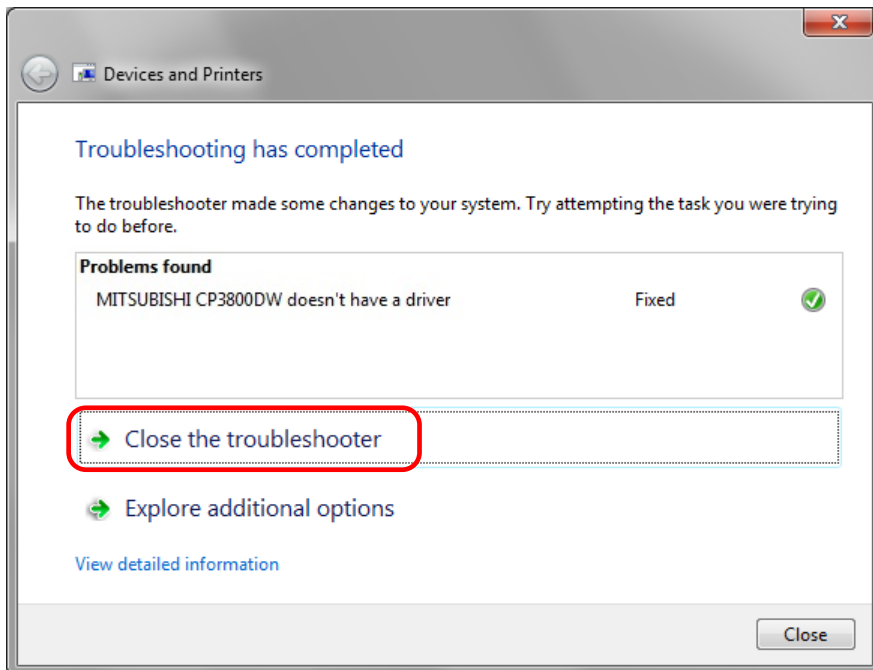 Devices and Printers
Troubleshooting has completed
The troubleshooter made some changes to your system. Try attempting the task you were trying
to do before.
Problems found
MITSUBISHI CP3800DW doesn't have a driver Fixed
Close the troubleshooter
Explore additional options
View detailed information
Close